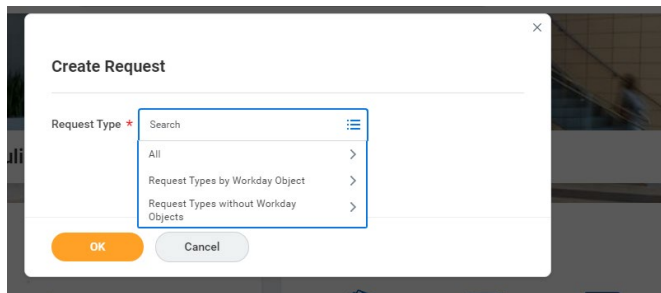 Create Request
Request Type *
Search
All
Request Types by Workday Object
Request Types without Workday
Objects
OK
Cancel